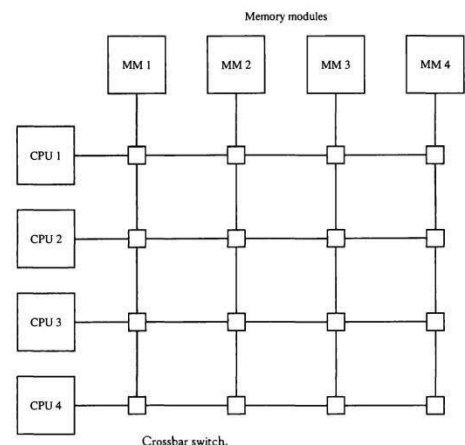 Memory modules
MM 1 MM 2 MM 3 MM 4
CPU 1
CPU 2
CPU 3
CPU 4
Crossbar switch.